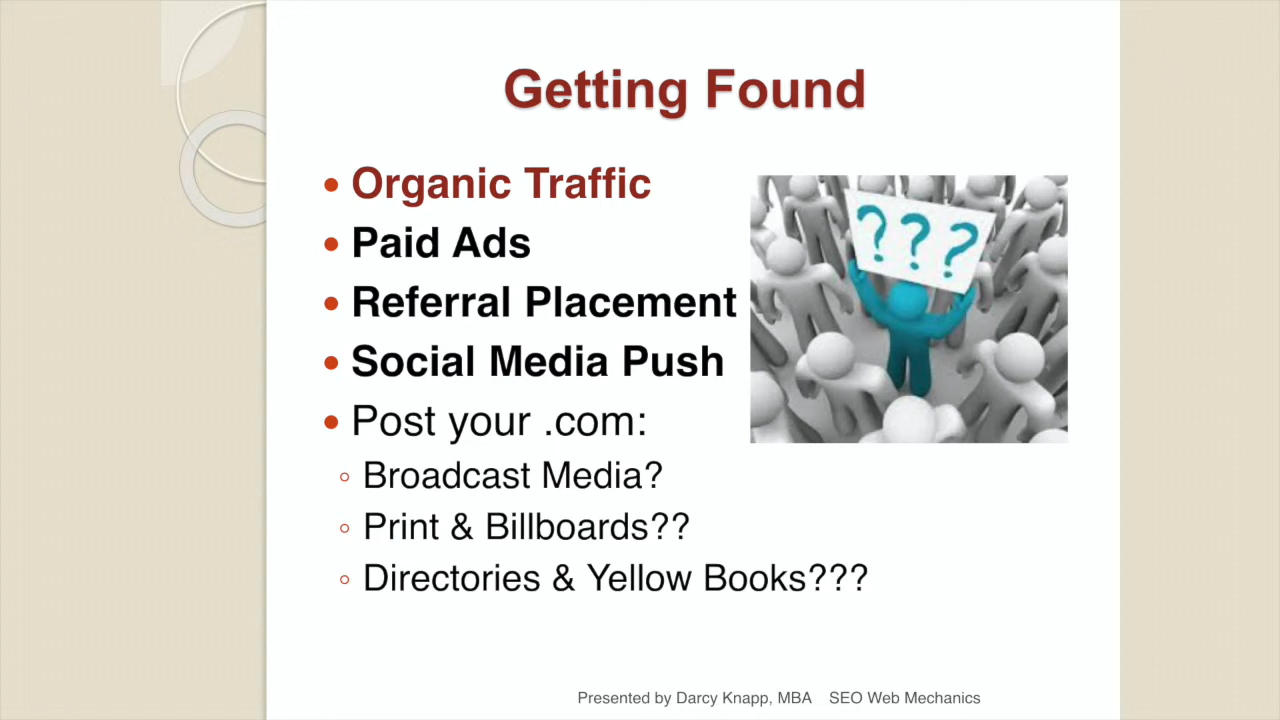 Getting Found
Organic Traffic
Paid Ads
Referral Placement
Social Media Push
Post your .com:
Broadcast Media?
Print & Billboards??
Directories & Yellow Books???
???
Presented by Darcy Knapp, MBA SEO Web Mechanics